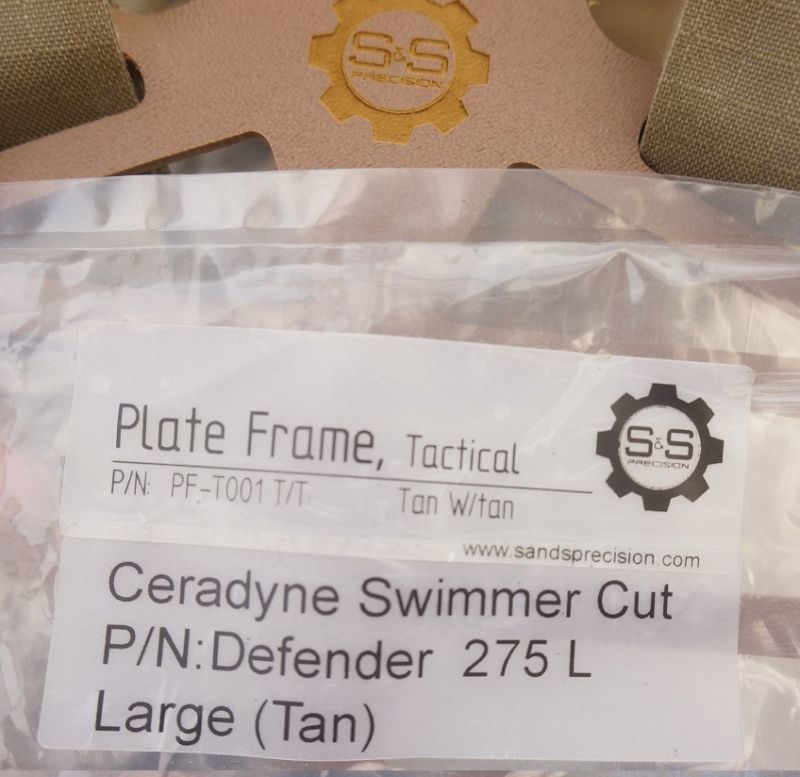 S&S
PRECISION
Plate Frame, Tactical
P/N: PF-T001 T/T Tan W/tan
S&S
PRECISION
www.sandsprecision.com
Ceradyne Swimmer Cut
P/N:Defender 275 L
Large (Tan)